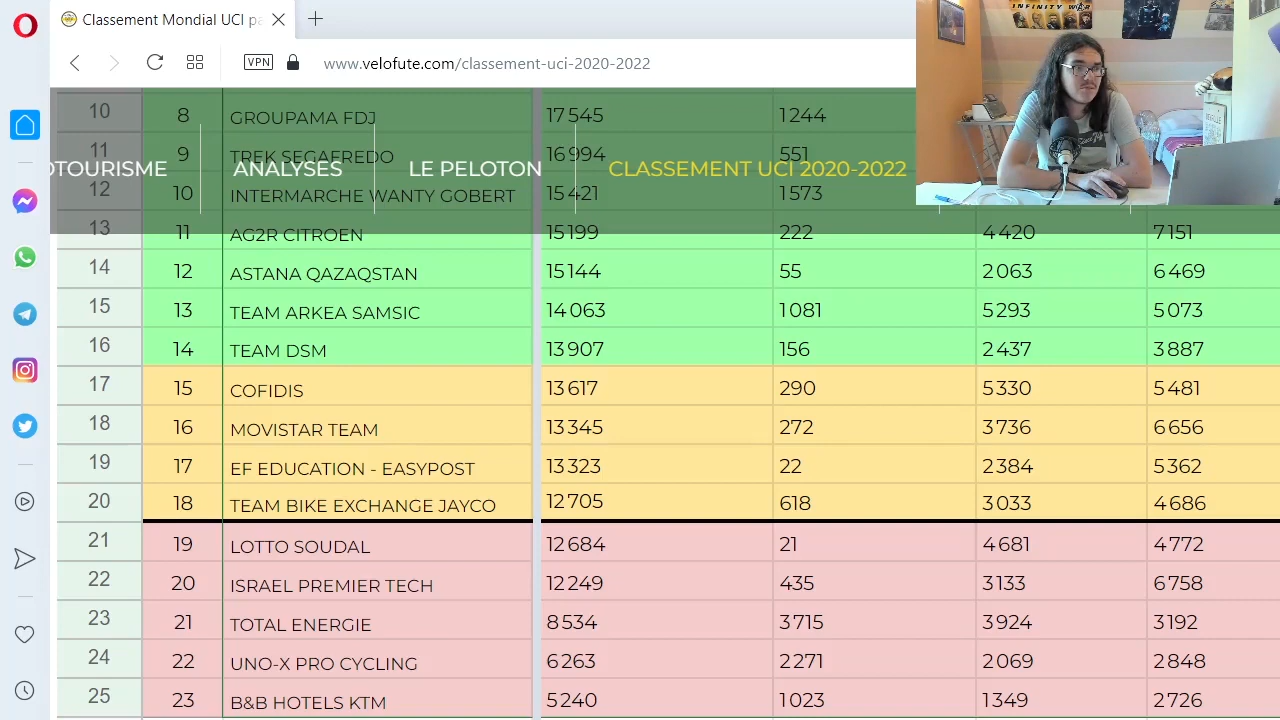 Classement Mondial UCI pa
VPN www.velofute.com/classement-uci-2020-2022
INFINITY WAR
OTOURISME ANALYSES LE PELOTON CLASSEMENT UCI 2020-2022
10 8 GROUPAMA FDJ 17 545 1 244
11 9 TREK SEGAFREDO 16 994 551
12 10 INTERMARCHE WANTY GOBERT 15 421 1 573
13 11 AG2R CITROEN 15 199 222 4 420 7 151
14 12 ASTANA QAZAQSTAN 15 144 55 2 063 6 469
15 13 TEAM ARKEA SAMSIC 14 063 1 081 5 293 5 073
16 14 TEAM DSM 13 907 156 2 437 3 887
17 15 COFIDIS 13 617 290 5 330 5 481
18 16 MOVISTAR TEAM 13 345 272 3 736 6 656
19 17 EF EDUCATION - EASYPOST 13 323 22 2 384 5 362
20 18 TEAM BIKE EXCHANGE JAYCO 12 705 618 3 033 4 686
21 19 LOTTO SOUDAL 12 684 21 4 681 4 772
22 20 ISRAEL PREMIER TECH 12 249 435 3 133 6 758
23 21 TOTAL ENERGIE 8 534 3 715 3 924 3 192
24 22 UNO-X PRO CYCLING 6 263 2 271 2 069 2 848
25 23 B&B HOTELS KTM 5 240 1 023 1 349 2 726